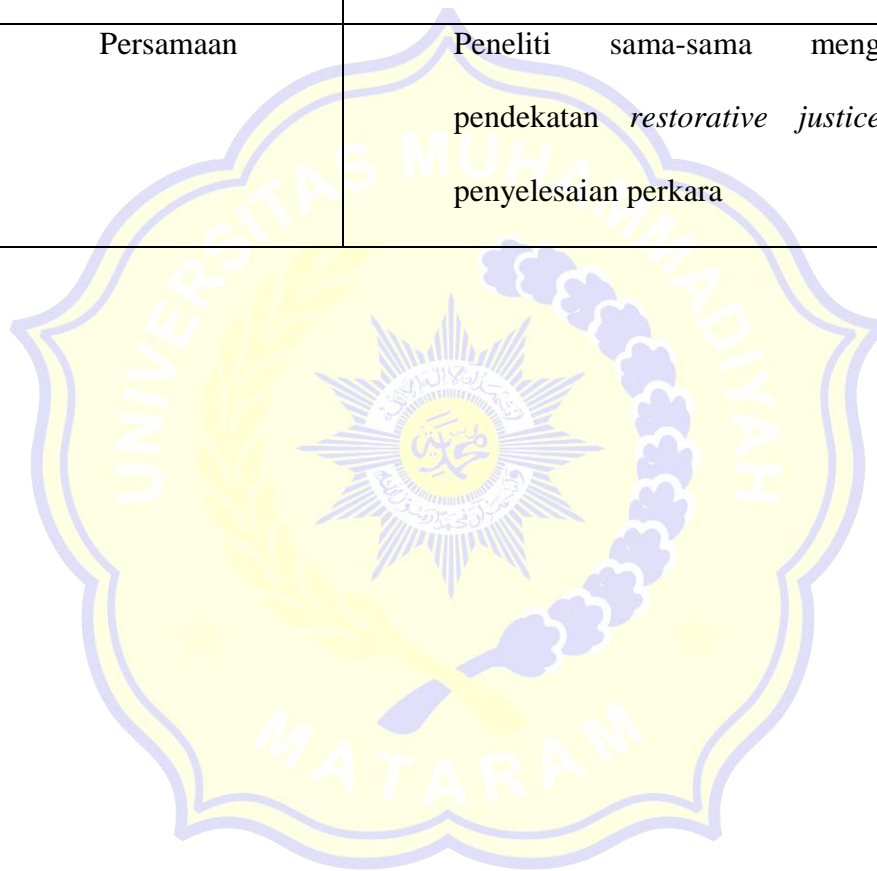 Persamaan
Peneliti sama-sama meng
pendekatan restorative justice
penyelesaian perkara
UNIVERSITAS MUHAMMADIYAH
MATARAM